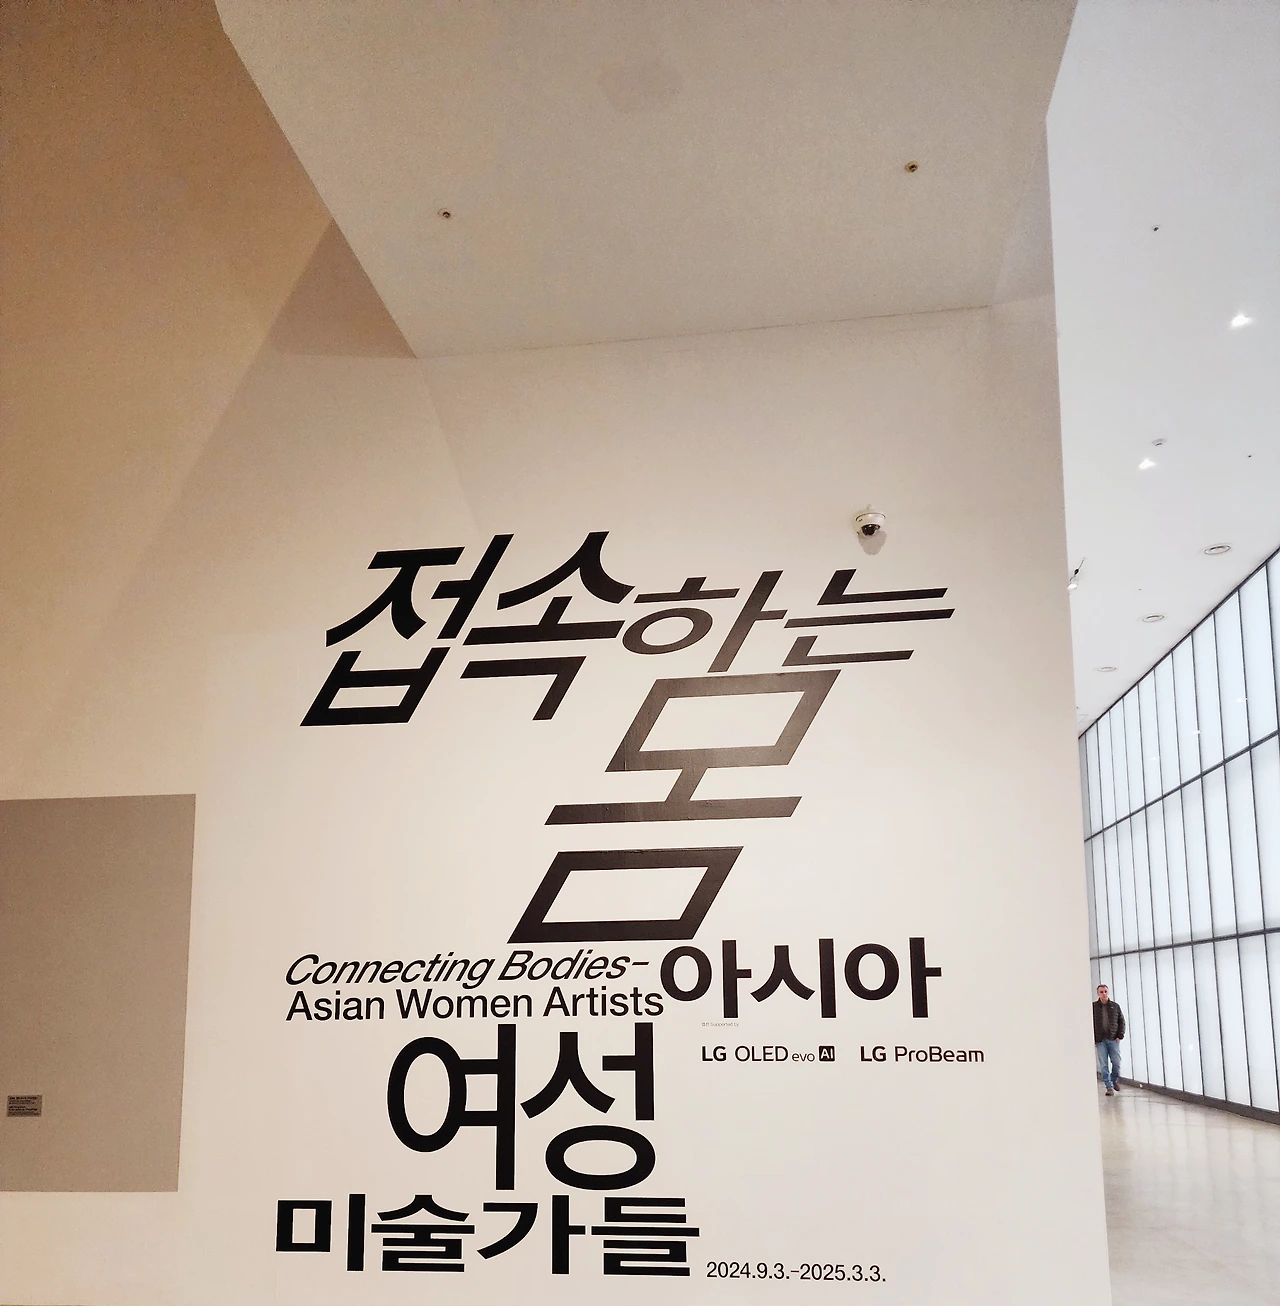 접속하는
몸
Connecting Bodies–
Asian Women Artists
아시아
여성
미술가들
LG OLED evo AI LG ProBeam
2024.9.3.–2025.3.3.